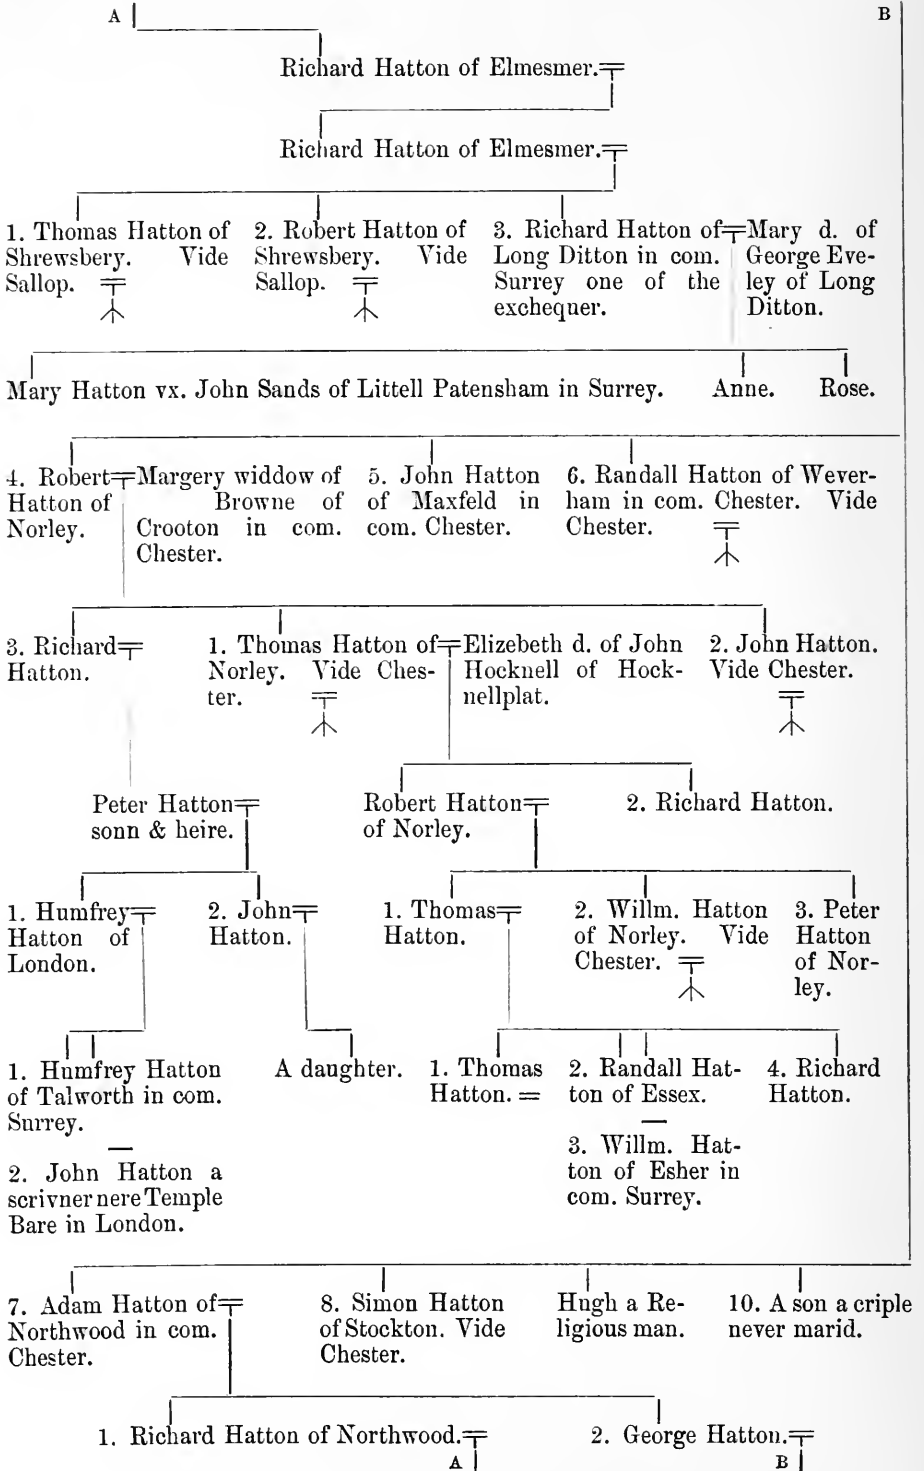 A B
Richard Hatton of Elmesmer.
Richard Hatton of Elmesmer.
1. Thomas Hatton of
Shrewsbery. Vide
Sallop.
2. Robert Hatton of
Shrewsbery. Vide
Sallop.
3. Richard Hatton of
Long Ditton in com.
Surrey one of the
exchequer.
Mary d. of
George Eve-
ley of Long
Ditton.
Mary Hatton vx. John Sands of Littell Patensham in Surrey. Anne. Rose.
4. Robert
Hatton of
Norley.
Margery widdow of
Browne of
Crooton in com.
Chester.
5. John Hatton
of Maxfeld in
com. Chester.
6. Randall Hatton of Wever-
ham in com. Chester. Vide
Chester.
3. Richard
Hatton.
1. Thomas Hatton of
Norley. Vide Ches-
ter.
Elizebeth d. of John
Hocknell of Hock-
nellplat.
2. John Hatton.
Vide Chester.
Peter Hatton
sonn & heire.
Robert Hatton
of Norley.
2. Richard Hatton.
1. Humfrey
Hatton of
London.
2. John
Hatton.
1. Thomas
Hatton.
2. Willm. Hatton
of Norley. Vide
Chester.
3. Peter
Hatton
of Nor-
ley.
1. Humfrey Hatton
of Talworth in com.
Surrey.
2. John Hatton a
scrivner nere Temple
Bare in London.
A daughter.
1. Thomas
Hatton. =
2. Randall Hat-
ton of Essex.
3. Willm. Hat-
ton of Esher in
com. Surrey.
4. Richard
Hatton.
7. Adam Hatton of
Northwood in com.
Chester.
8. Simon Hatton
of Stockton. Vide
Chester.
Hugh a Re-
ligious man.
10. A son a criple
never marid.
1. Richard Hatton of Northwood.
A
2. George Hatton.
B